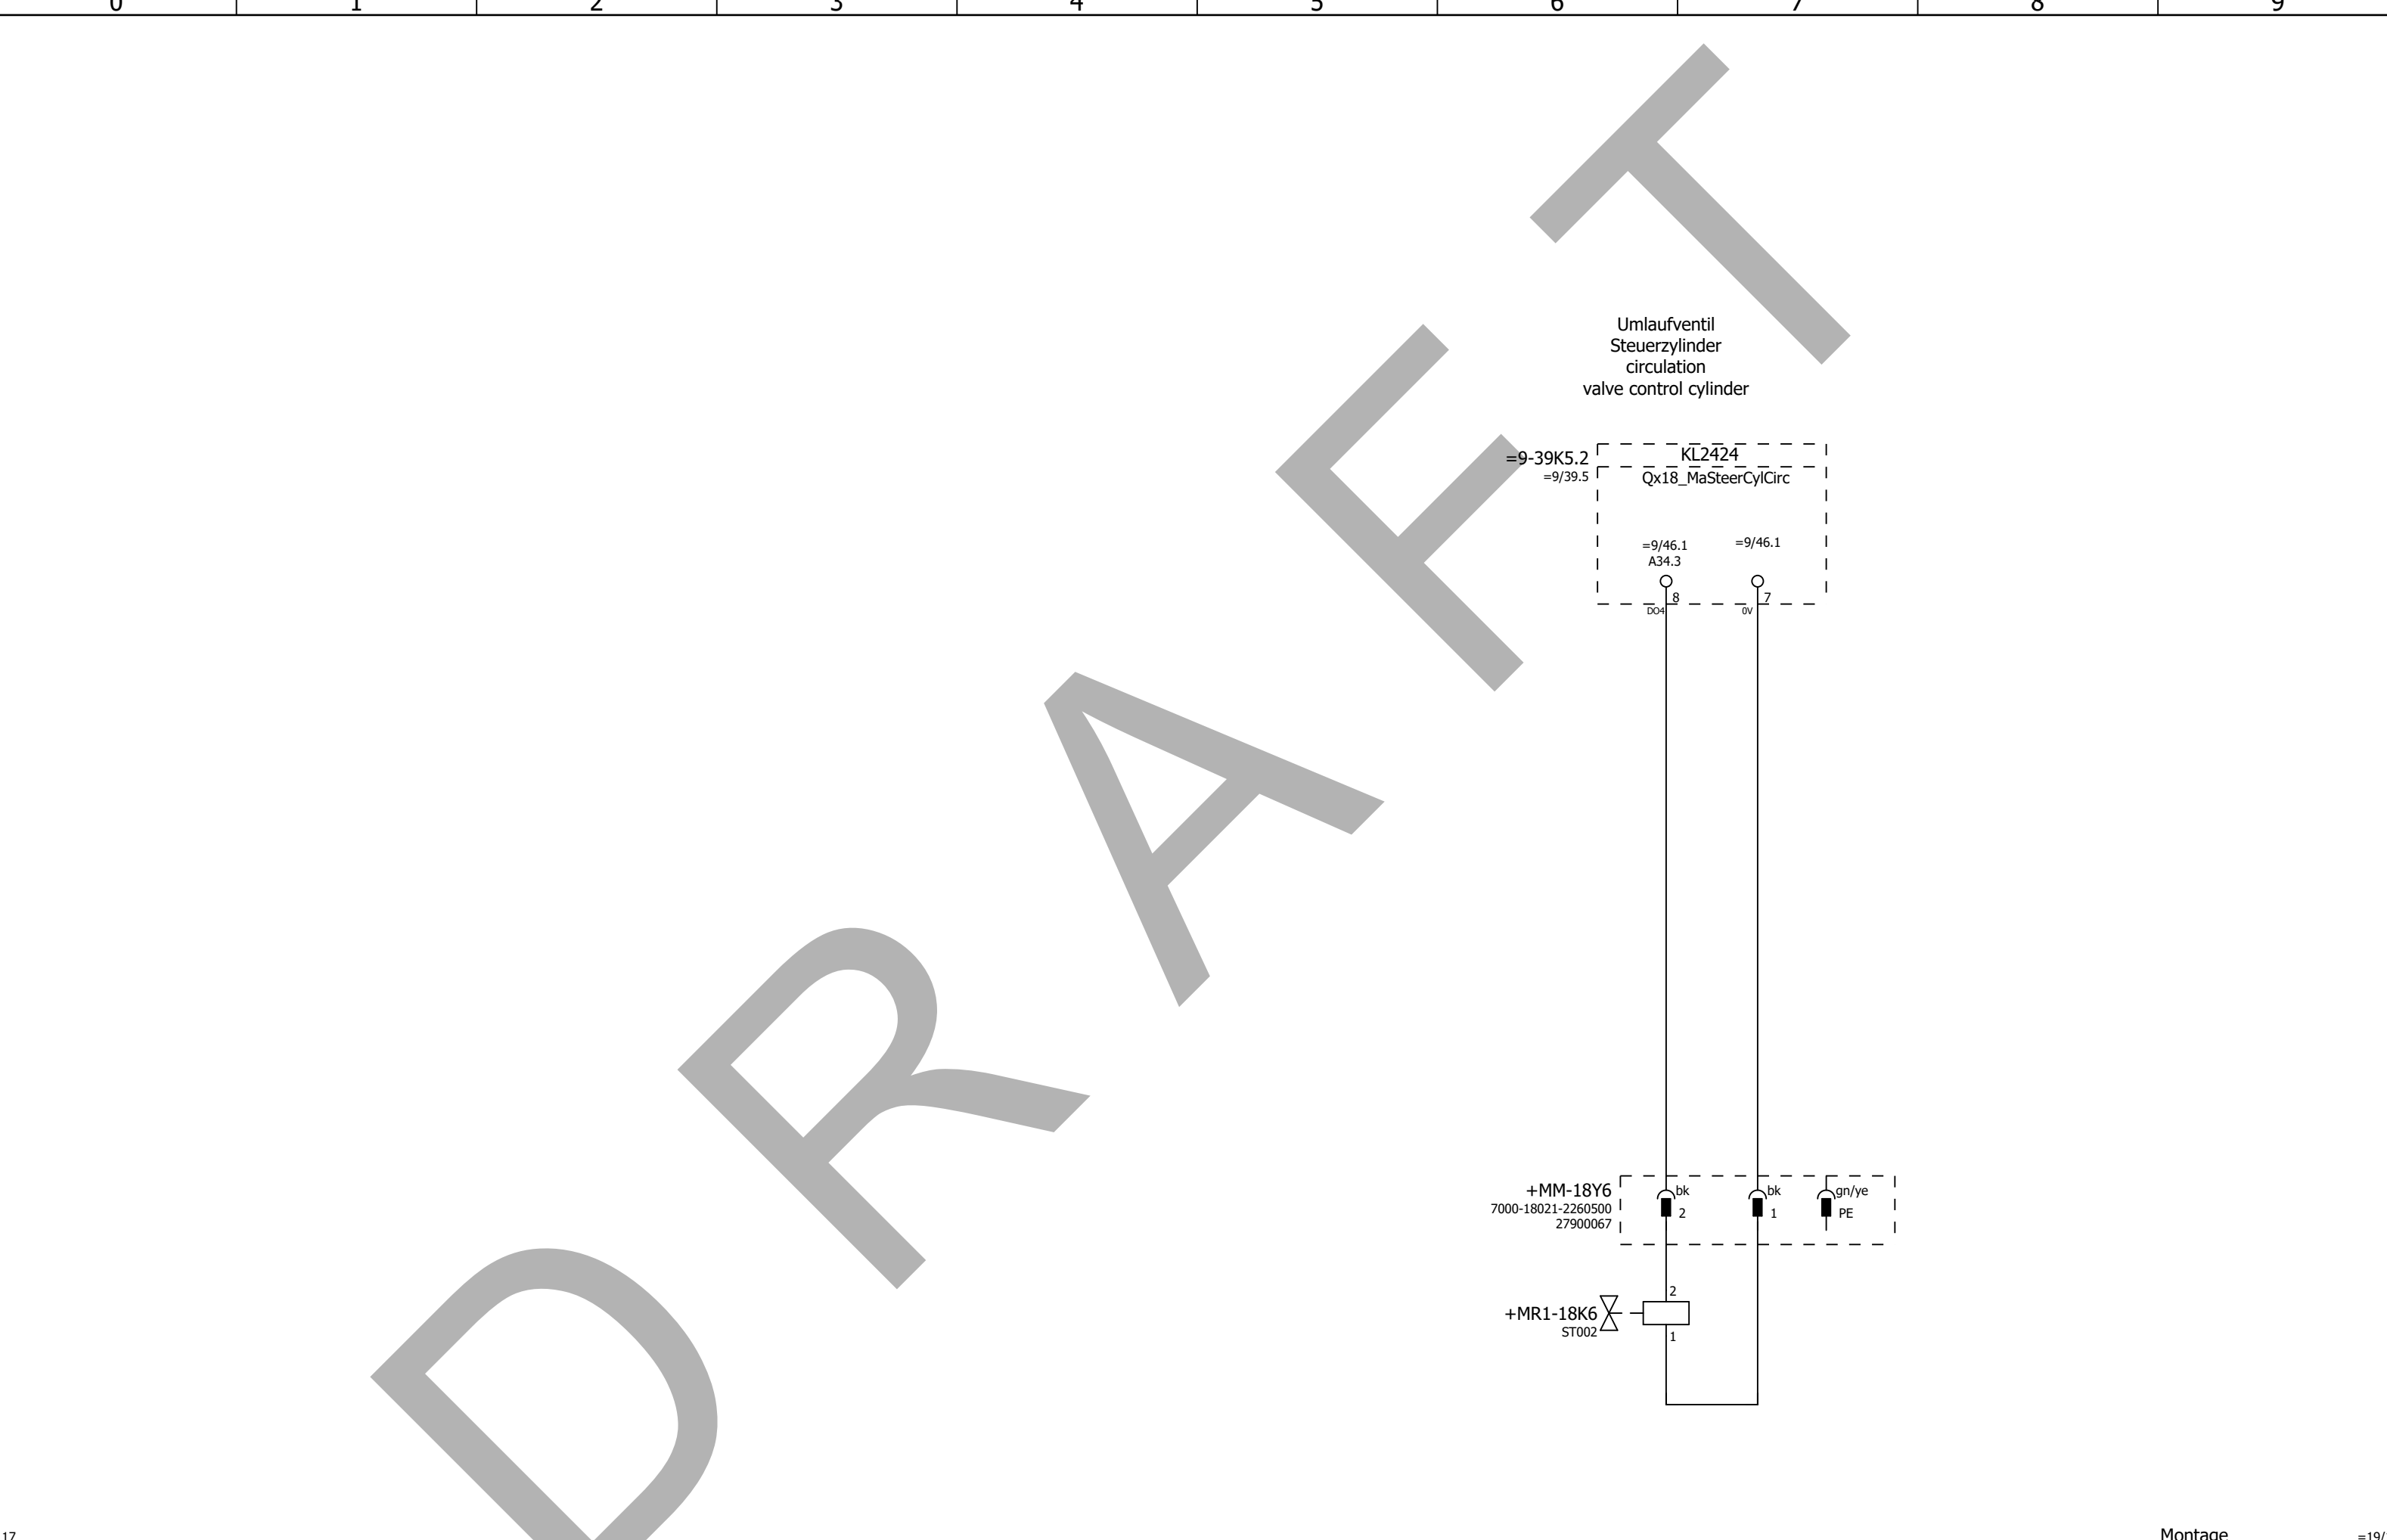 0 1 2 3 4 5 6 7 8 9
DRAFT
Umlaufventil
Steuerzylinder
circulation
valve control cylinder
=9-39K5.2
=9/39.5
KL2424
Qx18_MaSteerCylCirc
=9/46.1
A34.3
=9/46.1
8
7
DO4
0V
+MM-18Y6
7000-18021-2260500
27900067
bk
2
bk
1
gn/ye
PE
+MR1-18K6
ST002
2
1
17
Montage
=19/